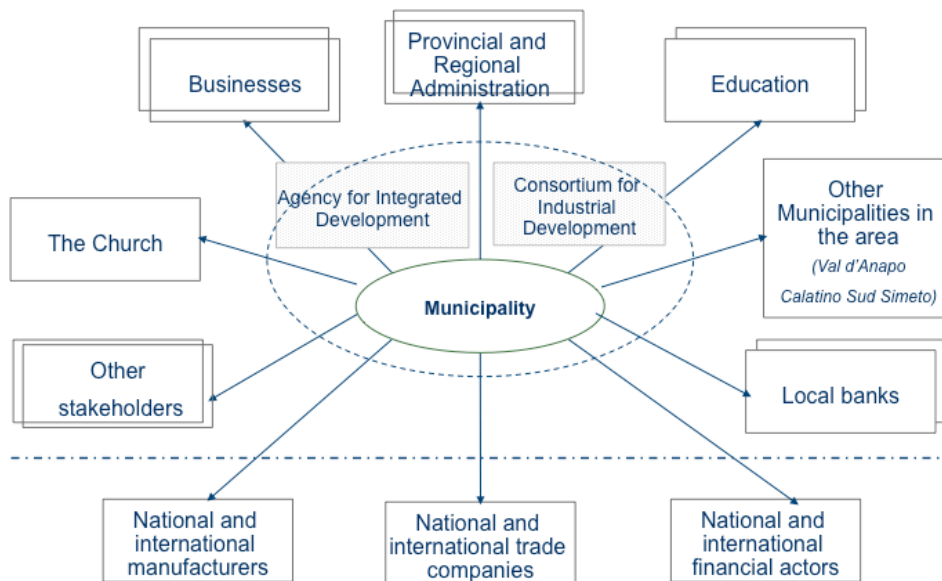 Provincial and
Regional
Administration
Businesses
Education
Agency for Integrated
Development
Consortium for
Industrial
Development
Other
Municipalities in
the area
(Val d'Anapo
Calatino Sud Simeto)
The Church
Municipality
Other
stakeholders
Local banks
National and
international
manufacturers
National and
international trade
companies
National and
international
financial actors